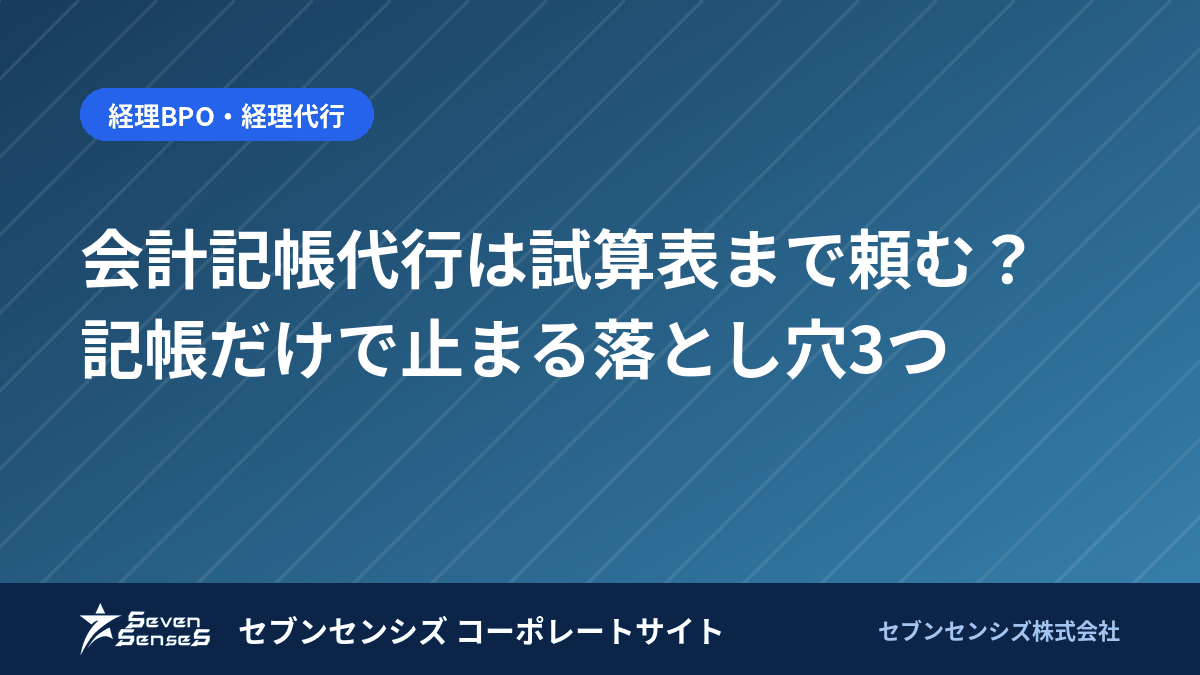 経理BPO・経理代行
会計記帳代行は試算表まで頼む？
記帳だけで止まる落とし穴3つ
Seven
Senses
セブンセンシズ コーポレートサイト
セブンセンシズ株式会社